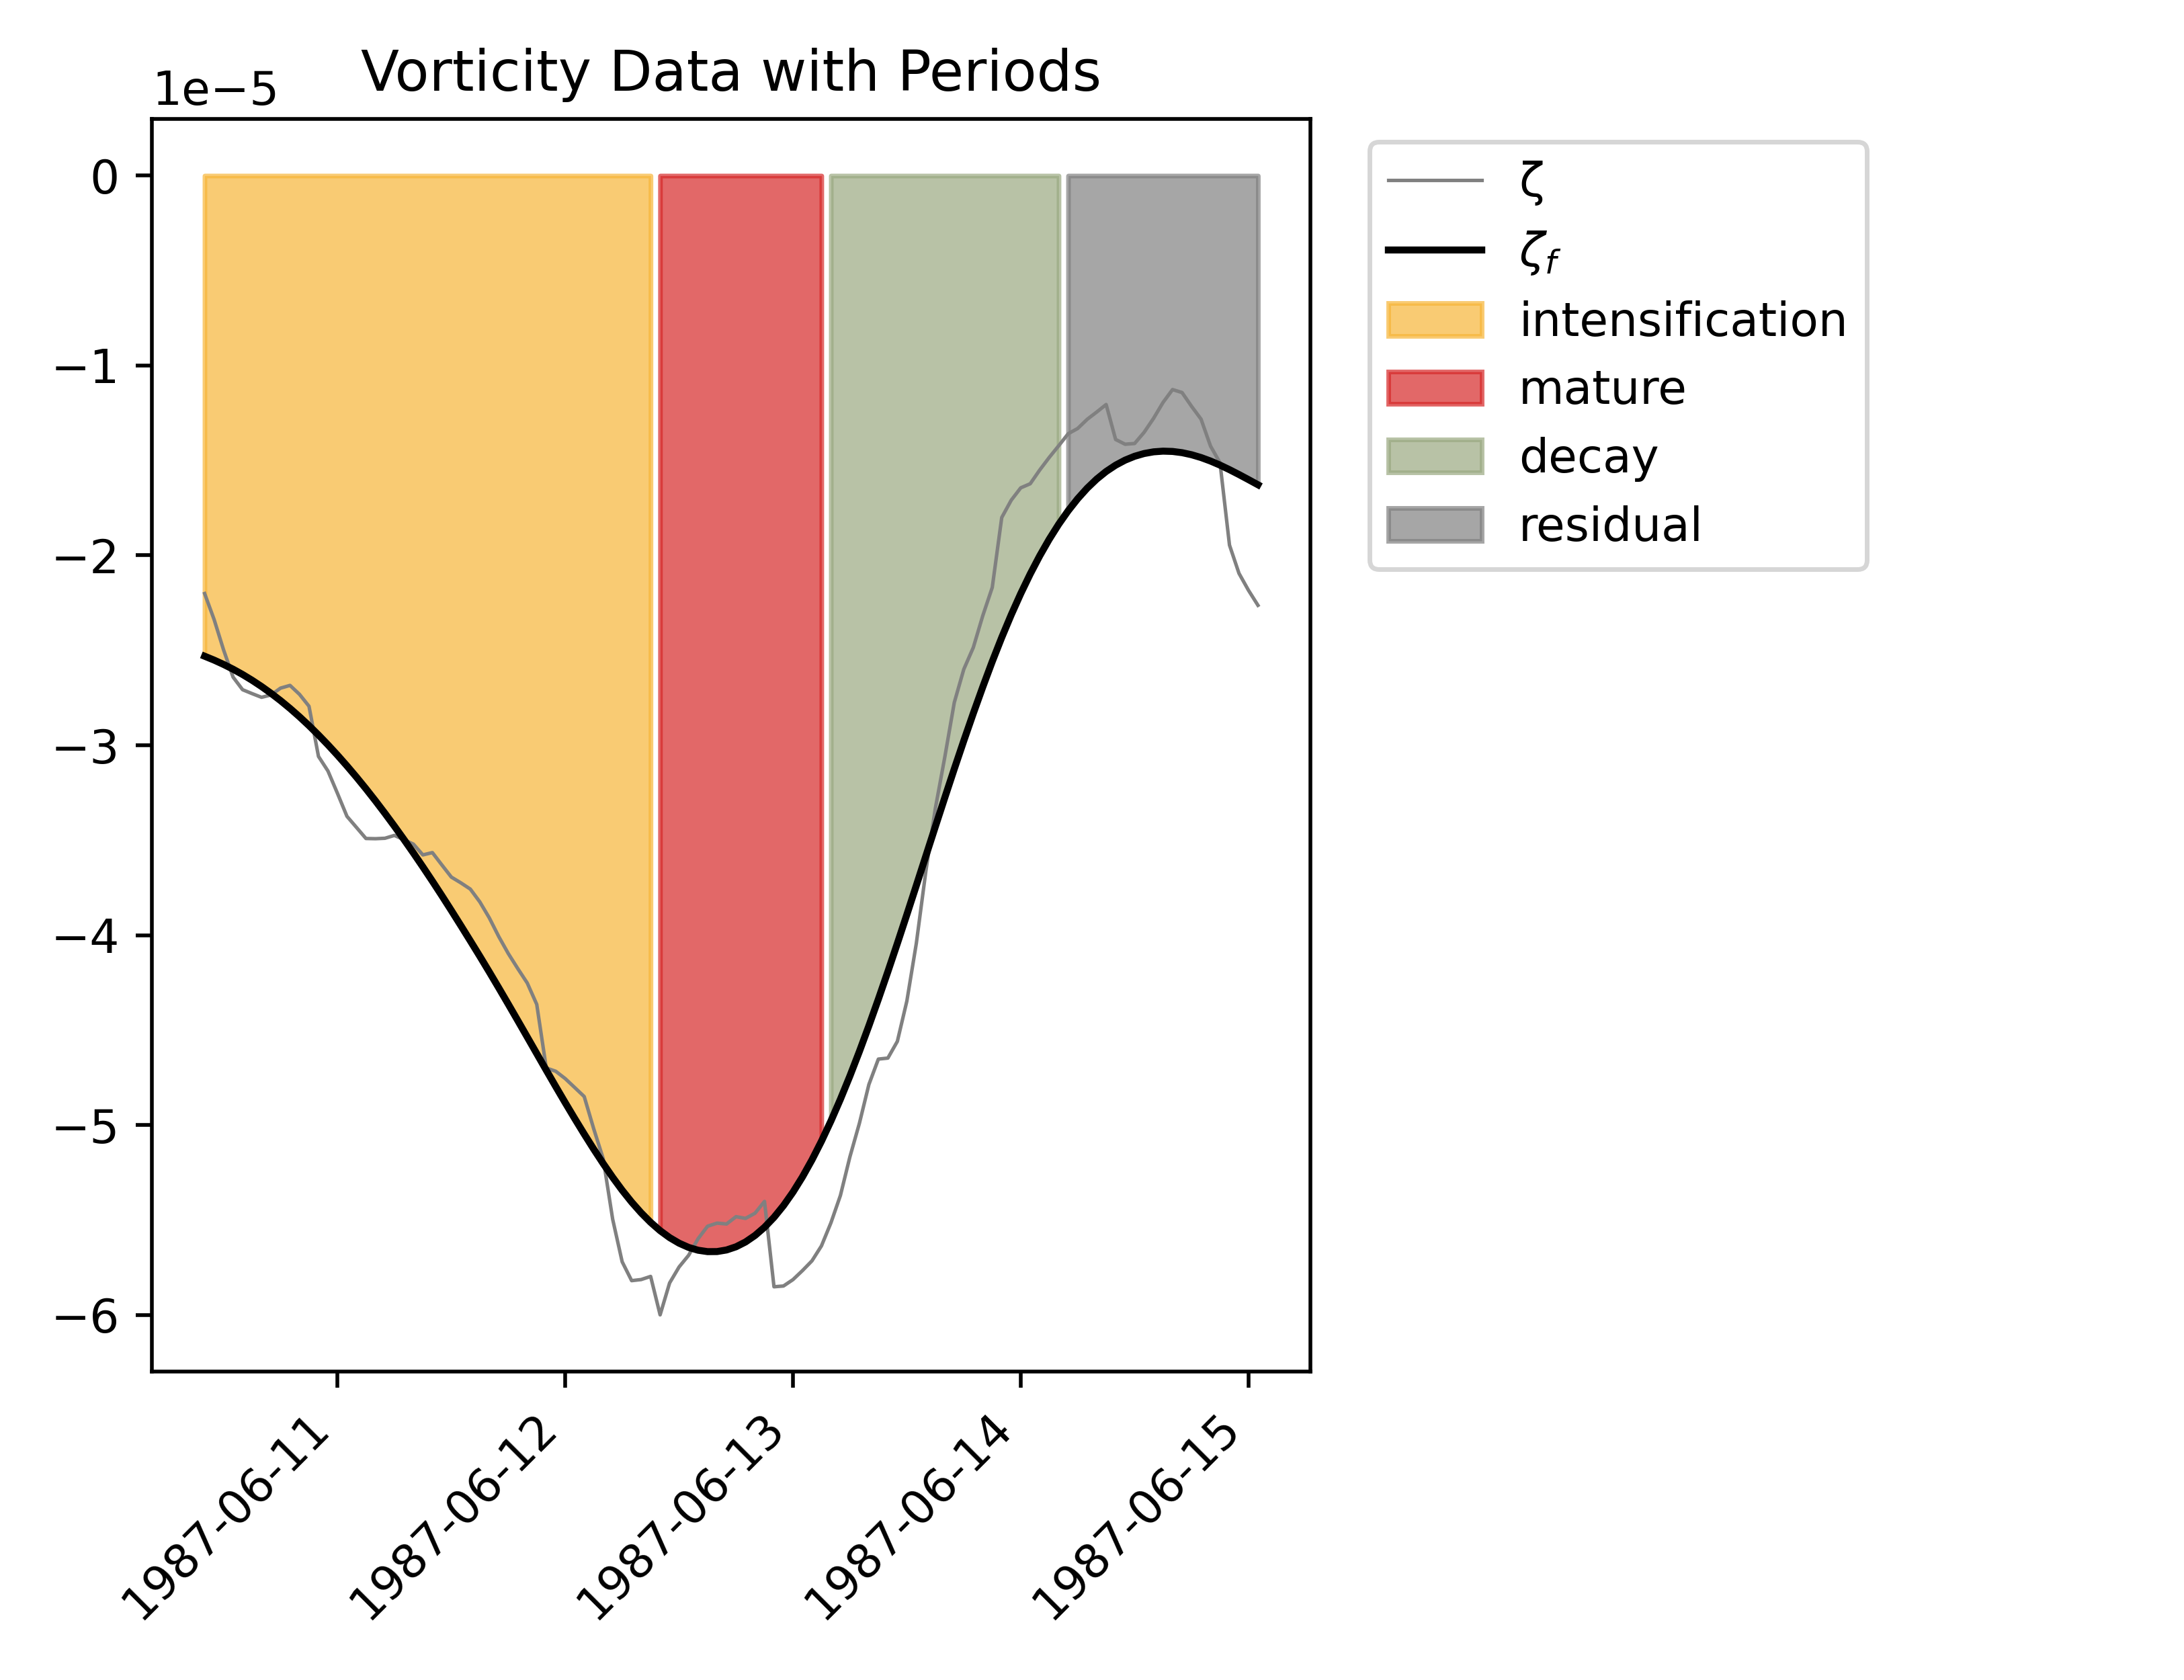 Vorticity Data with Periods
1e−5
0
−1
−2
−3
−4
−5
−6
1987-06-11
1987-06-12
1987-06-13
1987-06-14
1987-06-15
ζ
ζf
intensification
mature
decay
residual